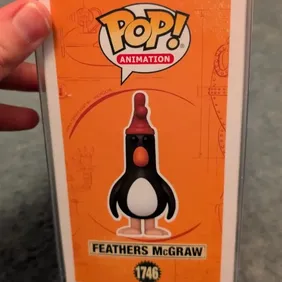 POP!
ANIMATION
FEATHERS McGRAW
1746